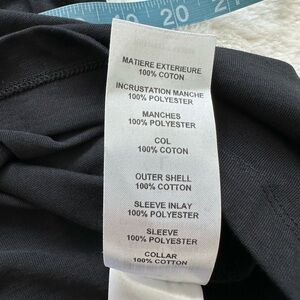 20
MATIERE EXTERIEURE
100% COTON
INCRUSTATION MANCHE
100% POLYESTER
MANCHES
100% POLYESTER
COL
100% COTON
OUTER SHELL
100% COTTON
SLEEVE INLAY
100% POLYESTER
SLEEVE
100% POLYESTER
COLLAR
100% COTTON